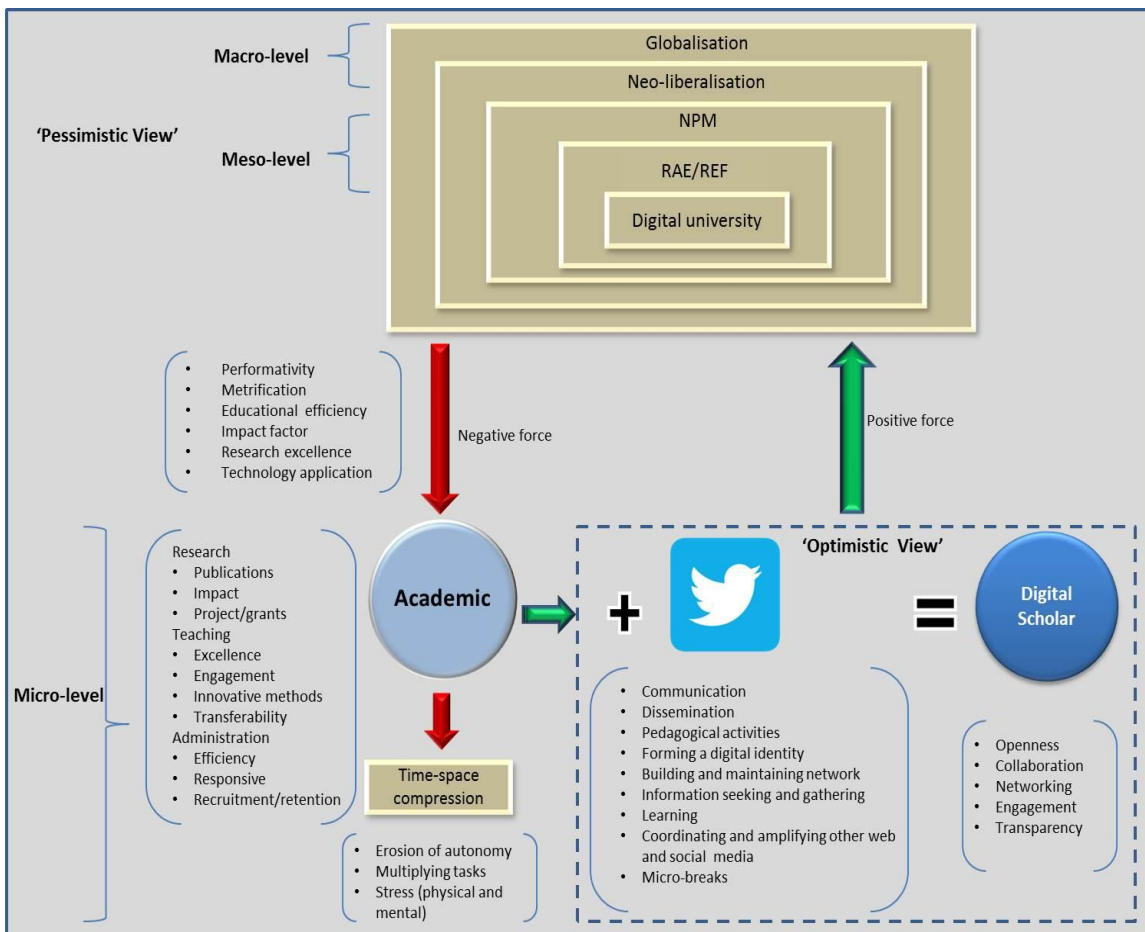 Macro-level
Globalisation
Neo-liberalisation
'Pessimistic View'
NPM
Meso-level
RAE/REF
Digital university
• Performativity
• Metrification
• Educational efficiency
• Impact factor
• Research excellence
• Technology application
Negative force
Positive force
Micro-level
Research
• Publications
• Impact
• Project/grants
Teaching
• Excellence
• Engagement
• Innovative methods
• Transferability
Administration
• Efficiency
• Responsive
• Recruitment/retention
Academic
Time-space
compression
• Erosion of autonomy
• Multiplying tasks
• Stress (physical and
mental)
'Optimistic View'
+
=
Digital
Scholar
• Communication
• Dissemination
• Pedagogical activities
• Forming a digital identity
• Building and maintaining network
• Information seeking and gathering
• Learning
• Coordinating and amplifying other web
and social media
• Micro-breaks
• Openness
• Collaboration
• Networking
• Engagement
• Transparency